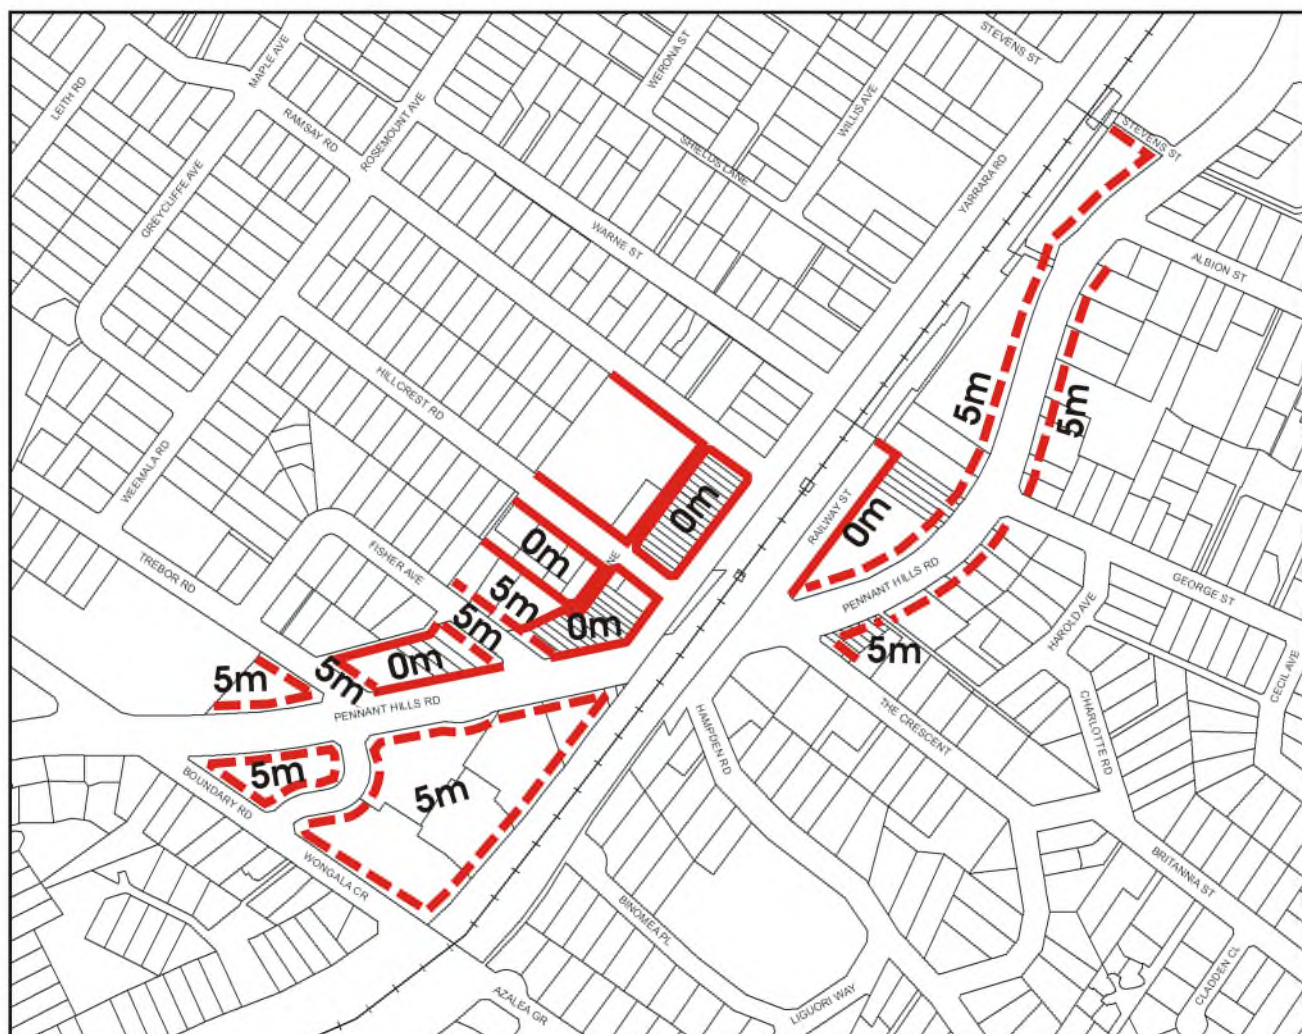 STEVENS ST
WERONA ST
MAPLE AVE
LEITH RD
RAMSAY RD
ROSEMOUNT AVE
WILLIS AVE
SHIELDS LANE
STEVENS ST
YARRARA RD
GREYCLIFFE AVE
WARNE ST
ALBION ST
HILLCREST RD
5m
5m
WEEMALA RD
0m
RAILWAY ST
0m
0m
NE
FISHER AVE
TREBOR RD
5m
5m
0m
PENNANT HILLS RD
GEORGE ST
HAROLD AVE
5m
0m
5m
5m
CECIL AVE
PENNANT HILLS RD
HAMPDEN RD
THE CRESCENT
CHARLOTTE RD
5m
5m
BOUNDARY RD
WONGALA CR
BRITANNIA ST
BINOMEA PL
CLADDEN CL
AZALEA GR
LIGUORI WAY